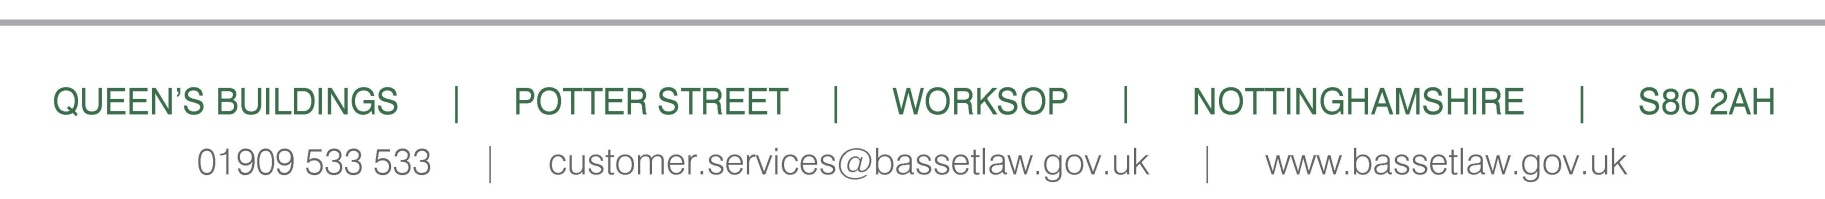 QUEEN’S BUILDINGS | POTTER STREET | WORKSOP | NOTTINGHAMSHIRE | S80 2AH
01909 533 533 | customer.services@bassetlaw.gov.uk | www.bassetlaw.gov.uk